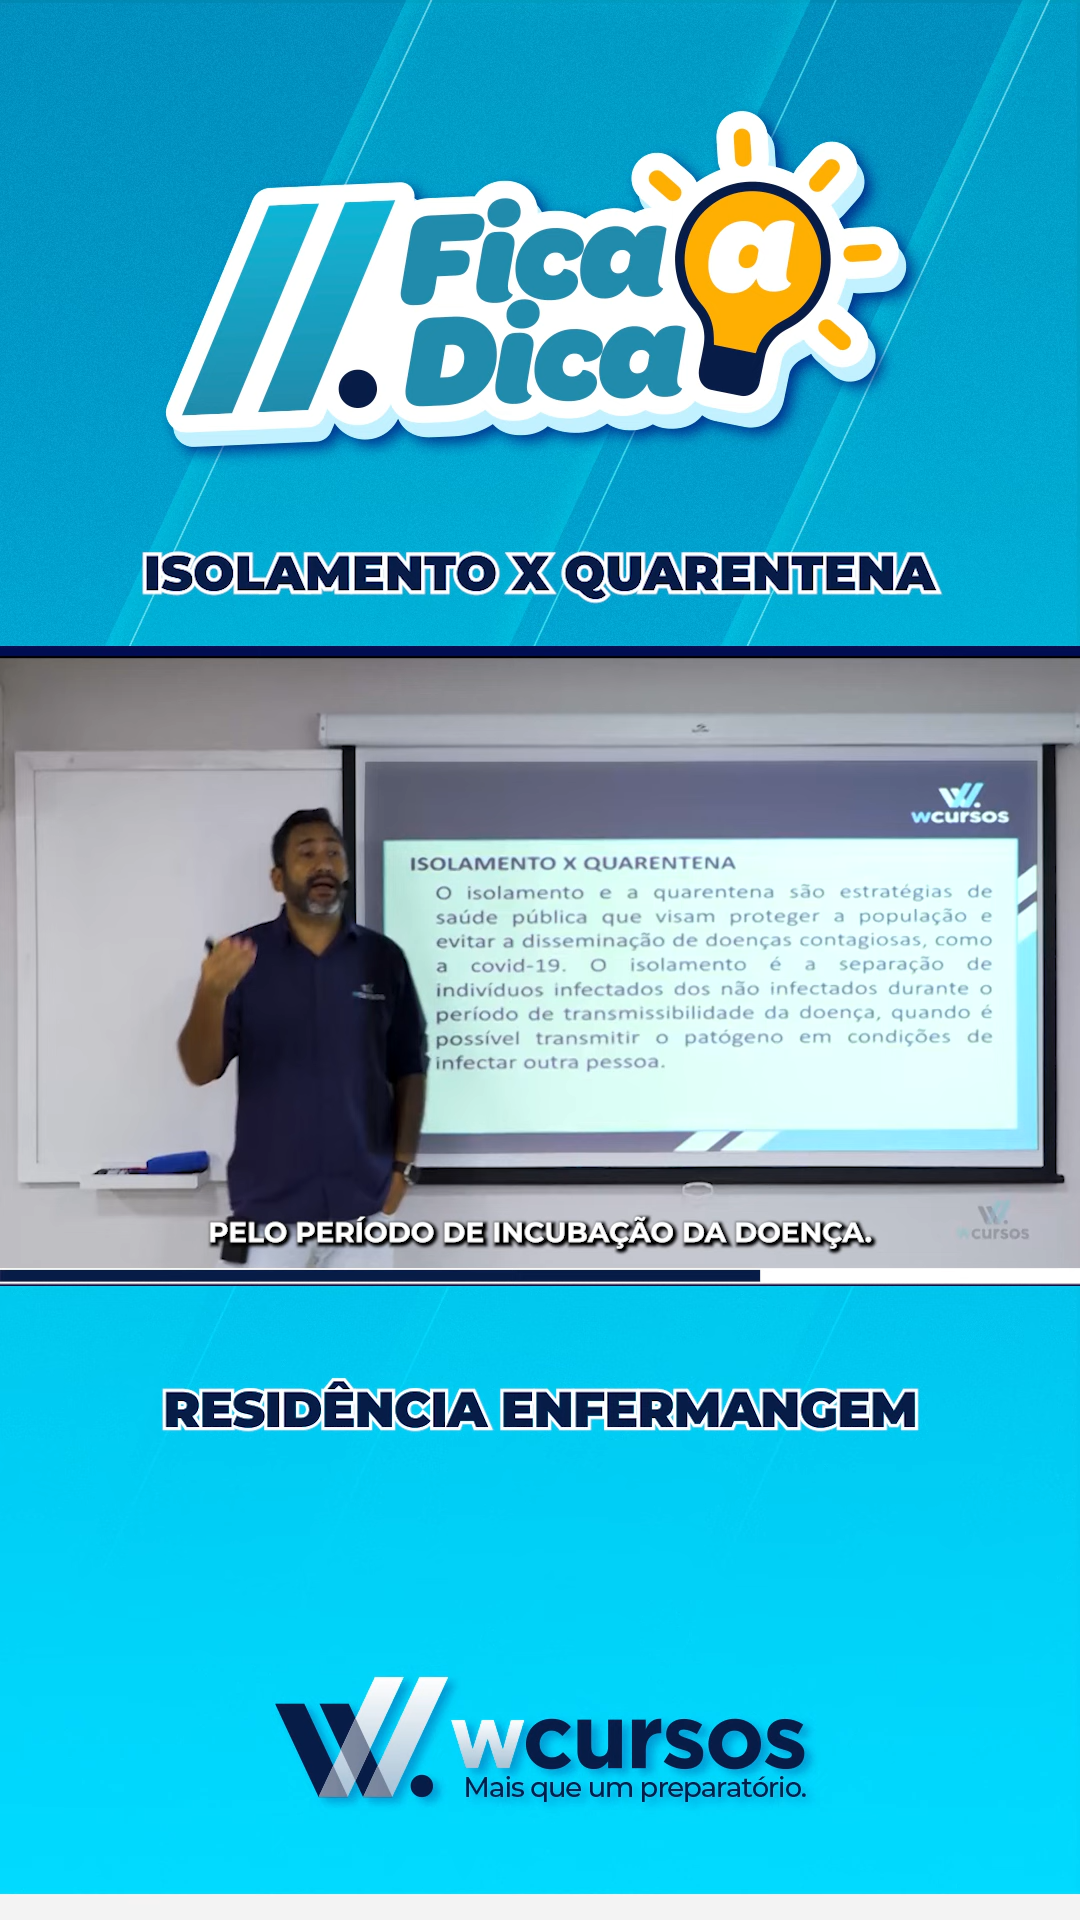 Fica a
Dica
ISOLAMENTO X QUARENTENA
wcursos
ISOLAMENTO X QUARENTENA
O isolamento e a quarentena são estratégias de
saúde pública que visam proteger a população e
evitar a disseminação de doenças contagiosas, como
a covid-19. O isolamento é a separação de
indivíduos infectados dos não infectados durante o
período de transmissibilidade da doença, quando é
possível transmitir o patógeno em condições de
infectar outra pessoa.
PELO PERÍODO DE INCUBAÇÃO DA DOENÇA.
wcursos
RESIDÊNCIA ENFERMANGEM
wcursos
Mais que um preparatório.